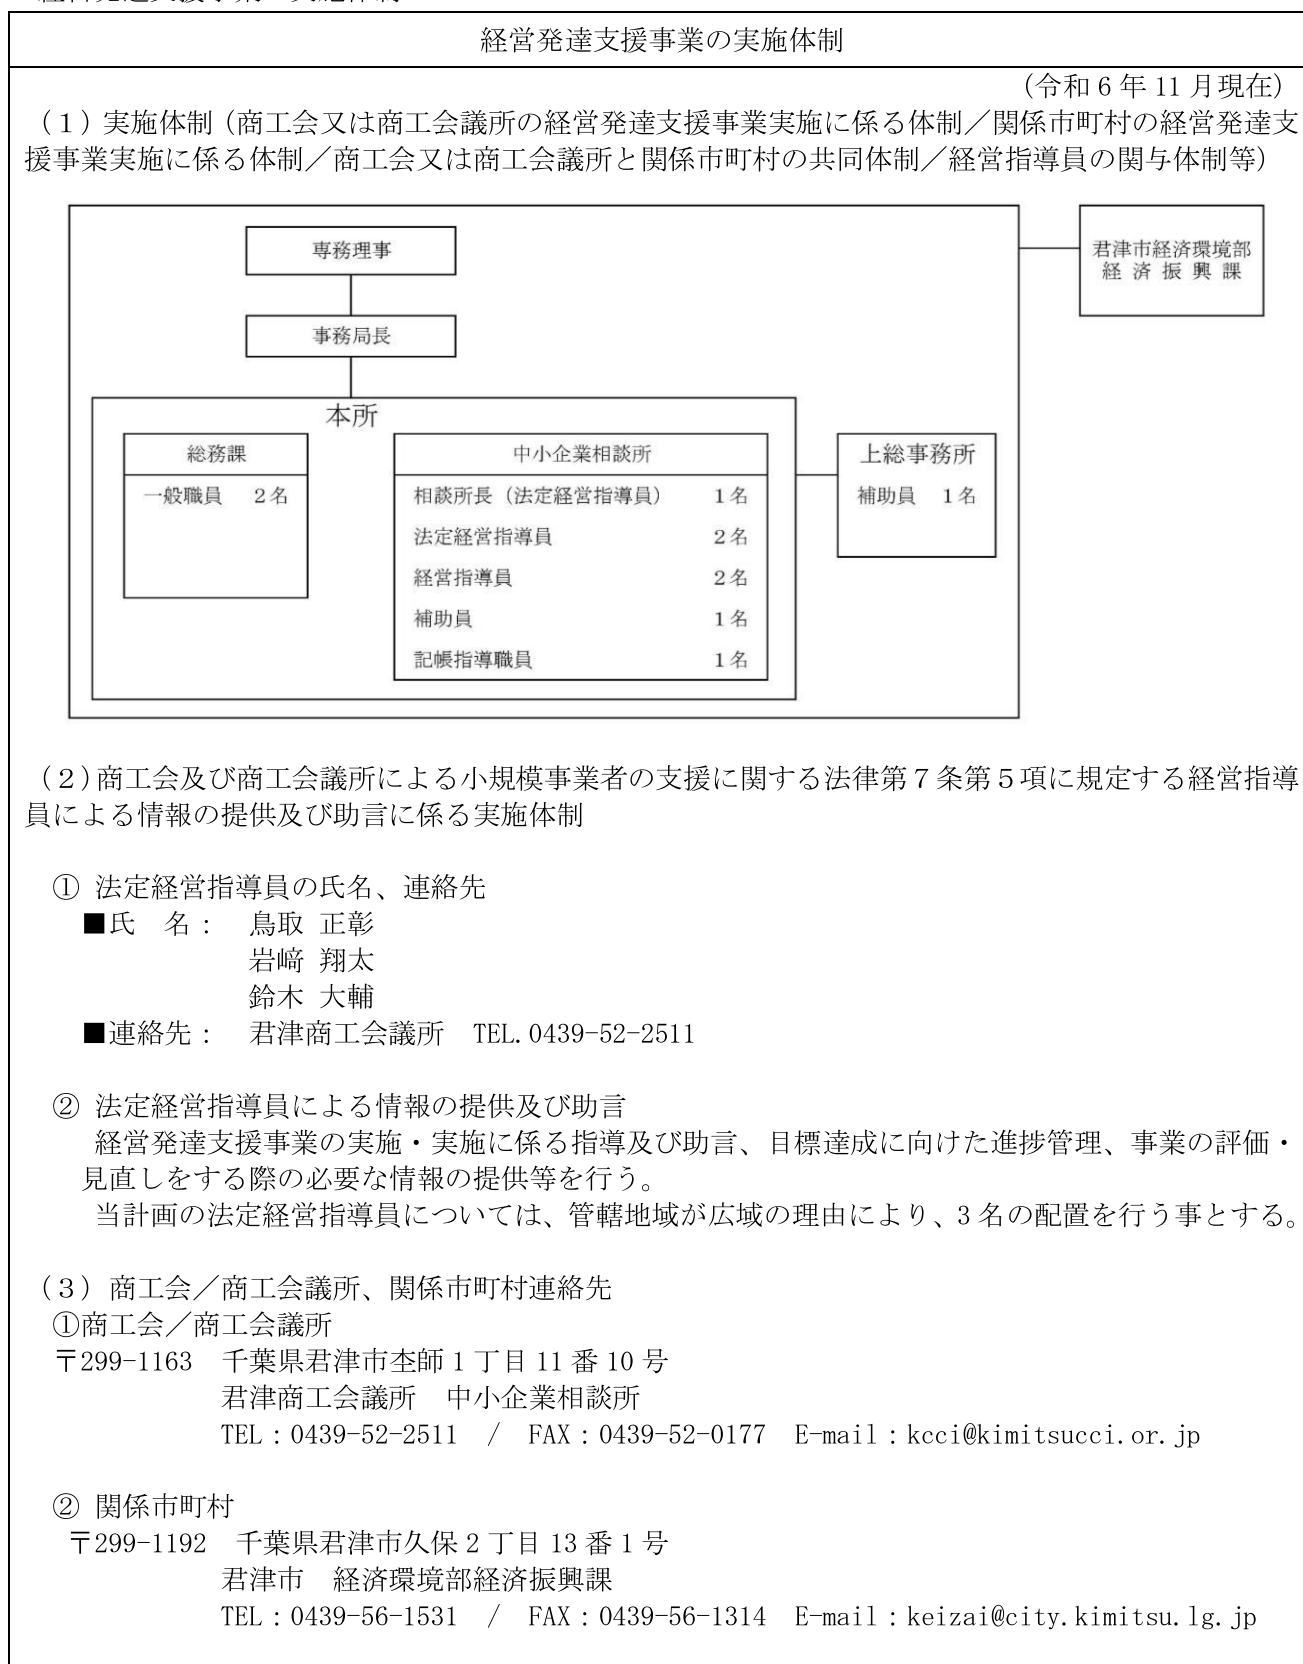 経営発達支援事業の実施体制
(令和6年11月現在)
(1)実施体制(商工会又は商工会議所の経営発達支援事業実施に係る体制／関係市町村の経営発達支
援事業実施に係る体制／商工会又は商工会議所と関係市町村の共同体制／経営指導員の関与体制等)
専務理事
君津市経済環境部
経済振興課
事務局長
本所
総務課
一般職員 2名
中小企業相談所
相談所長(法定経営指導員) 1名
法定経営指導員 2名
経営指導員 2名
補助員 1名
記帳指導職員 1名
上総事務所
補助員 1名
(2)商工会及び商工会議所による小規模事業者の支援に関する法律第7条第5項に規定する経営指導
員による情報の提供及び助言に係る実施体制
① 法定経営指導員の氏名、連絡先
■氏 名： 鳥取 正彰
岩﨑 翔太
鈴木 大輔
■連絡先： 君津商工会議所 TEL.0439-52-2511
② 法定経営指導員による情報の提供及び助言
経営発達支援事業の実施・実施に係る指導及び助言、目標達成に向けた進捗管理、事業の評価・
見直しをする際の必要な情報の提供等を行う。
当計画の法定経営指導員については、管轄地域が広域の理由により、3名の配置を行う事とする。
(3)商工会／商工会議所、関係市町村連絡先
①商工会／商工会議所
〒299-1163 千葉県君津市杢師1丁目11番10号
君津商工会議所 中小企業相談所
TEL：0439-52-2511 / FAX：0439-52-0177 E-mail：kcci@kimitsucci.or.jp
② 関係市町村
〒299-1192 千葉県君津市久保2丁目13番1号
君津市 経済環境部経済振興課
TEL：0439-56-1531 / FAX：0439-56-1314 E-mail：keizai@city.kimitsu.lg.jp